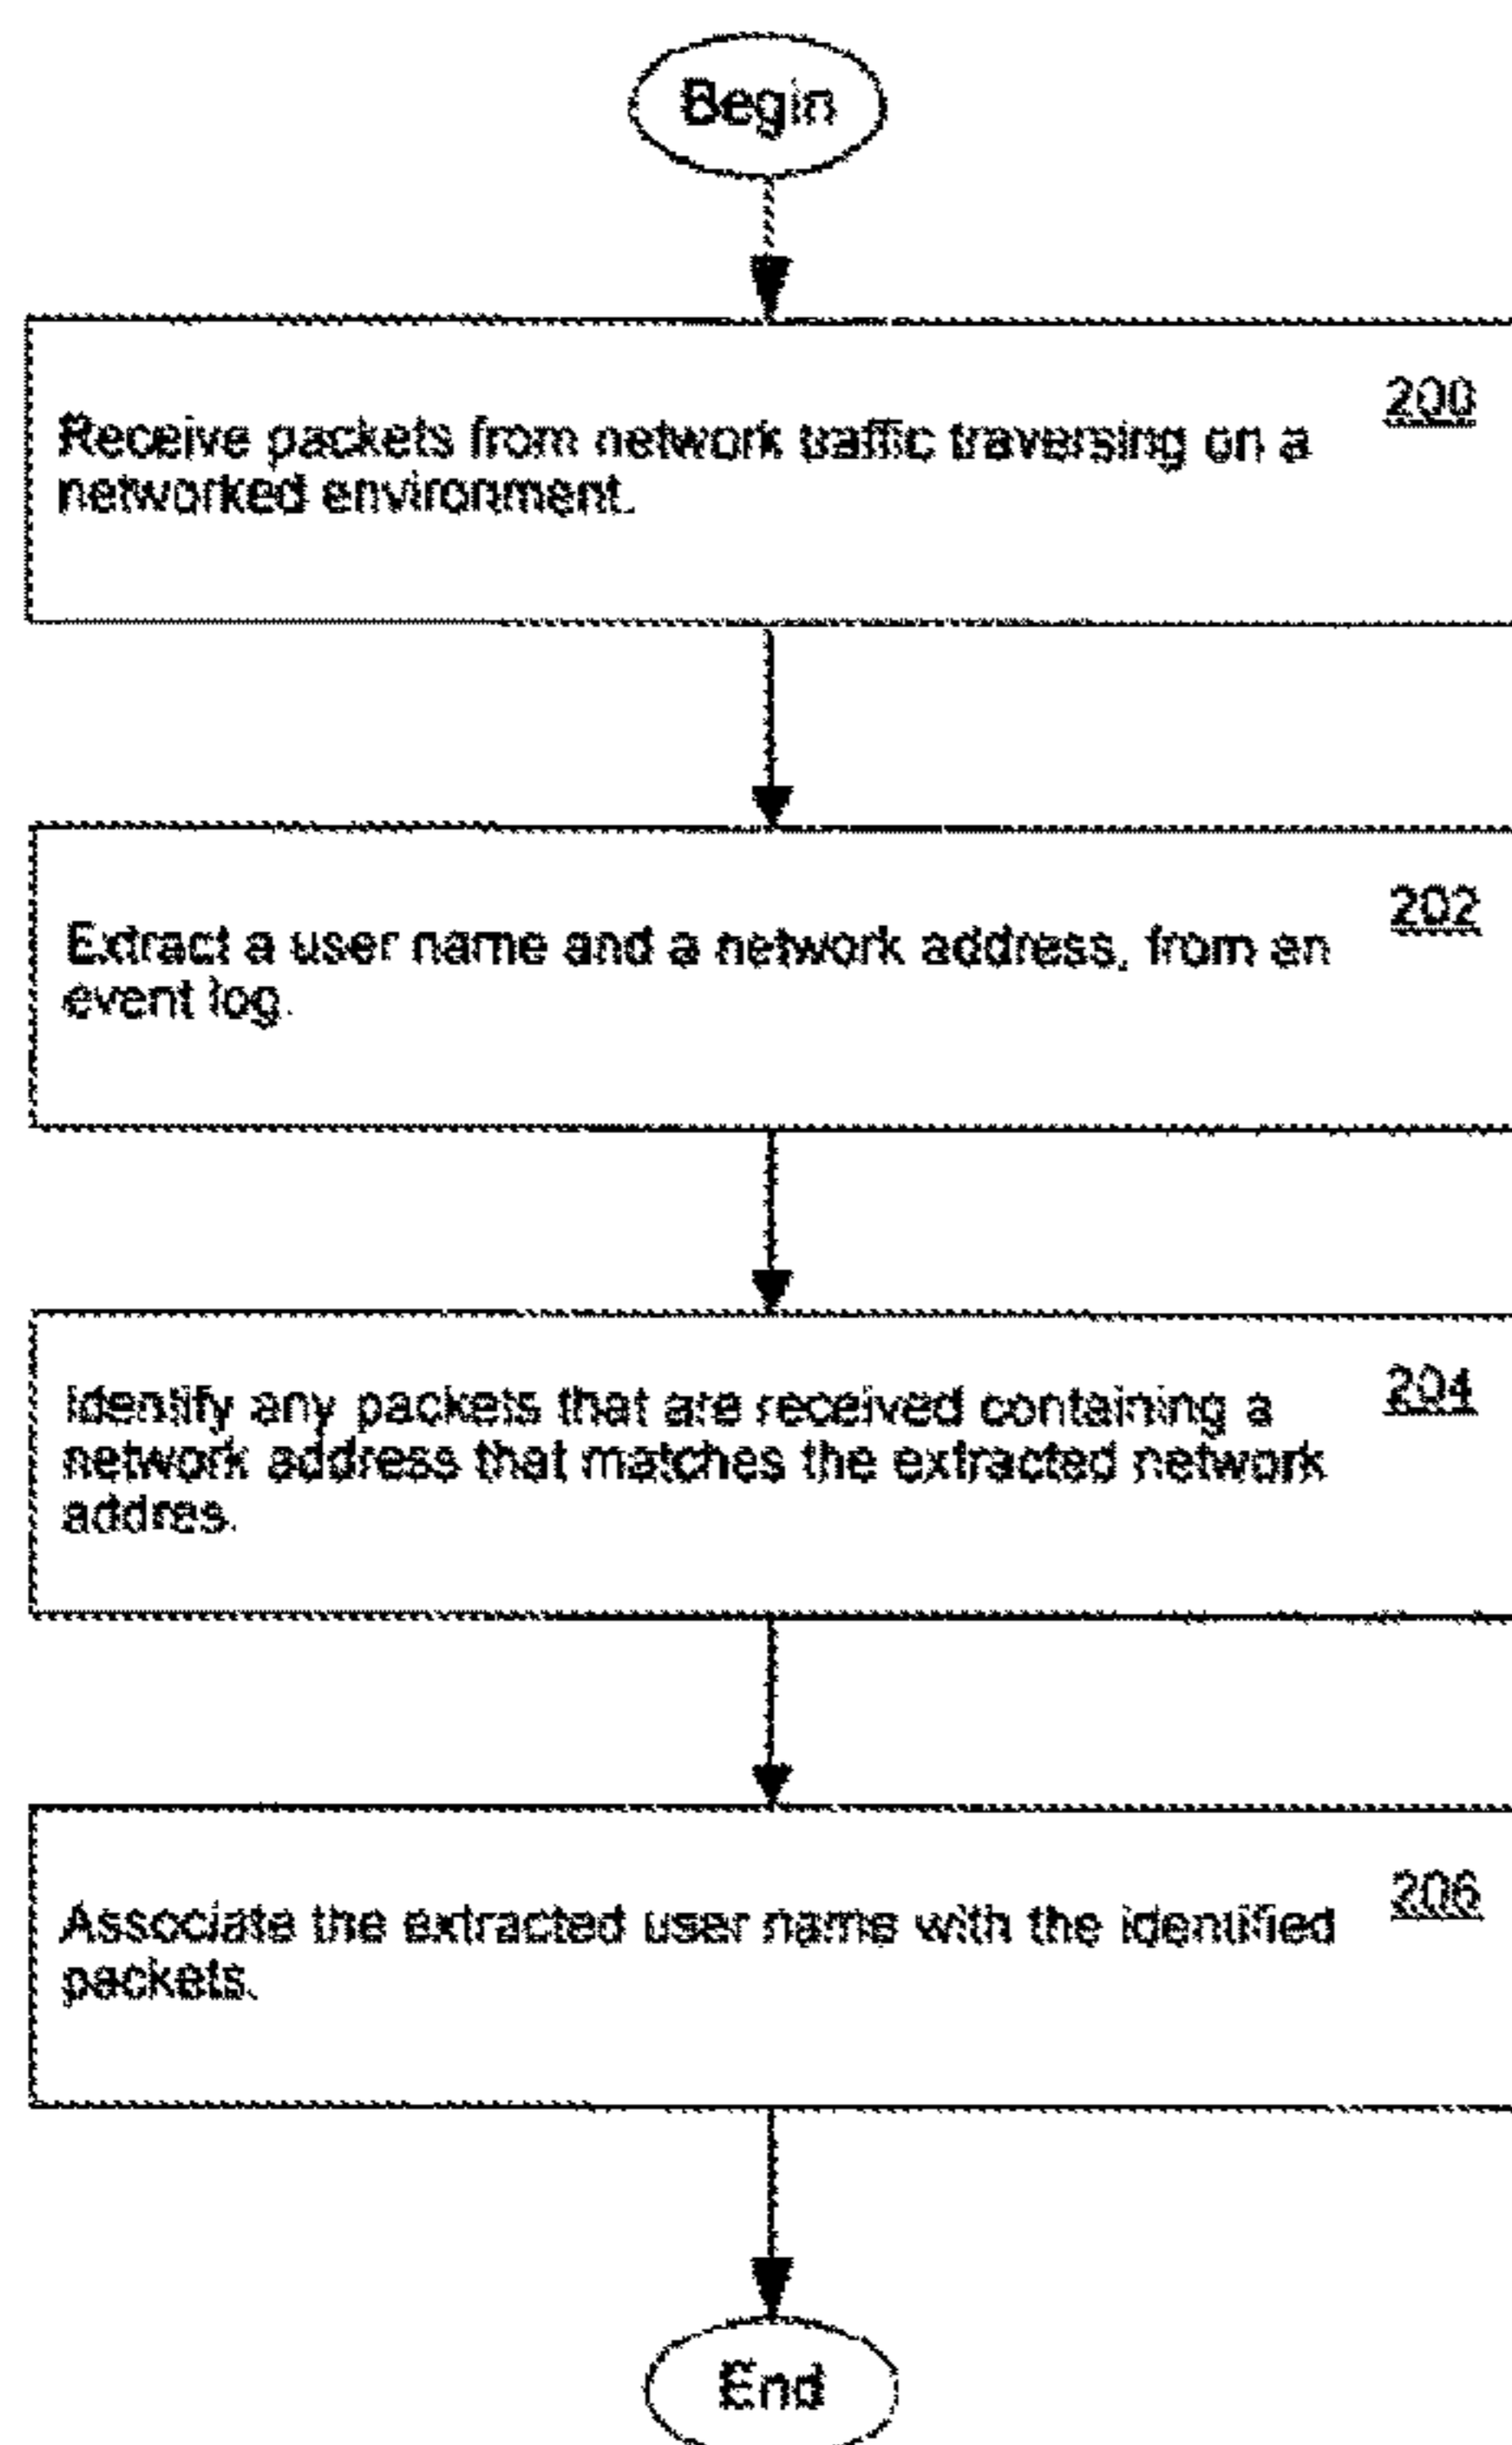 Begin
200
Receive packets from network traffic traversing on a
networked environment.
202
Extract a user name and a network address, from an
event log.
204
Identify any packets that are received containing a
network address that matches the extracted network
addres.
206
Associate the extracted user name with the identified
packets.
End